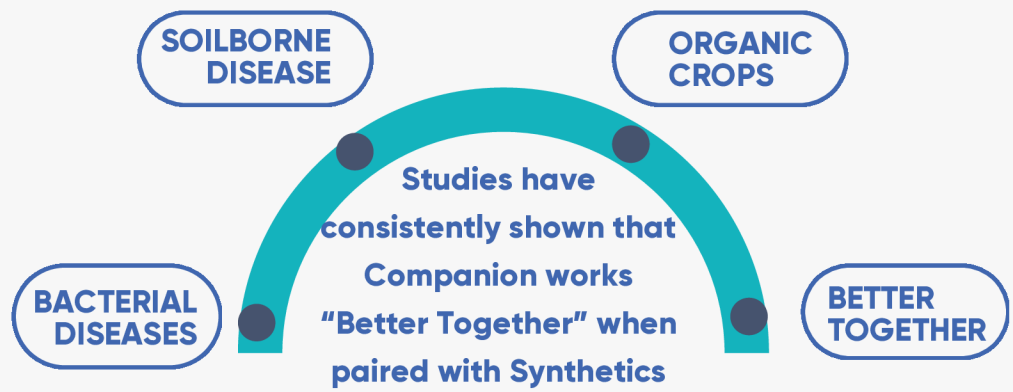 SOILBORNE
DISEASE
ORGANIC
CROPS
Studies have
consistently shown that
Companion works
“Better Together” when
paired with Synthetics
BACTERIAL
DISEASES
BETTER
TOGETHER